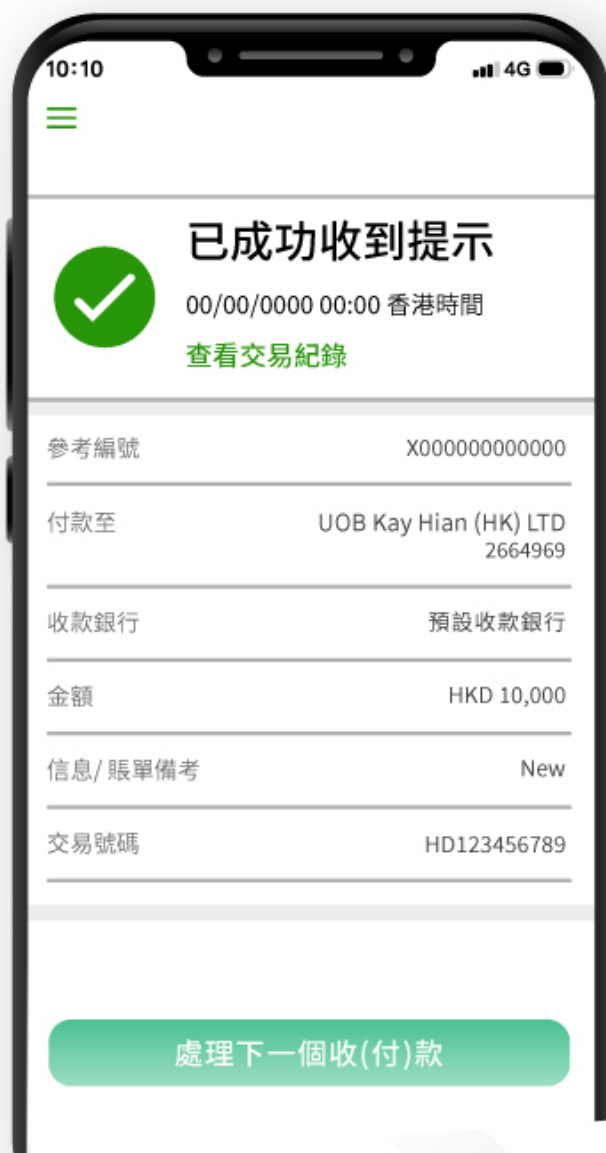 10:10
4G
已成功收到提示
00/00/0000 00:00 香港時間
查看交易紀錄
參考編號 X000000000000
付款至 UOB Kay Hian (HK) LTD
2664969
收款銀行 預設收款銀行
金額 HKD 10,000
信息/ 賬單備考 New
交易號碼 HD123456789
處理下一個收(付)款